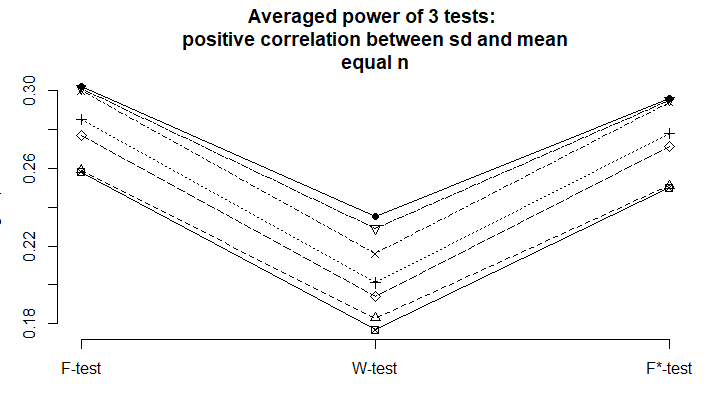 Averaged power of 3 tests:
positive correlation between sd and mean
equal n
0.30
0.26
0.22
0.18
F-test
W-test
F*-test